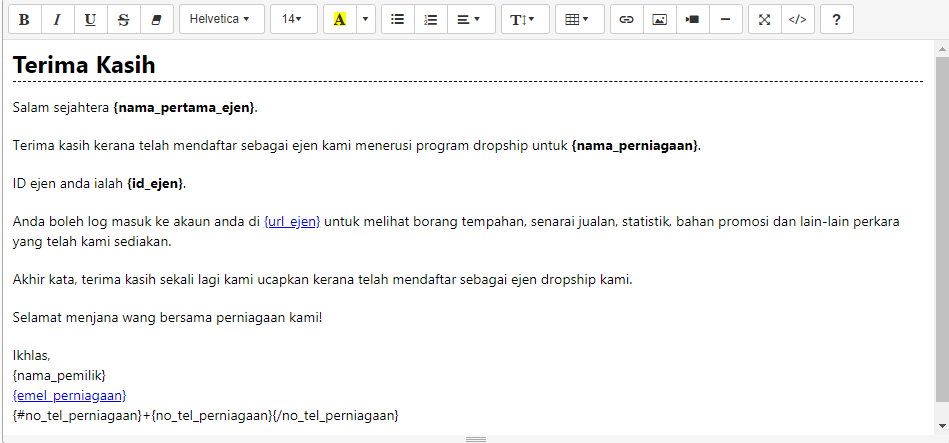 B I U S Helvetica 14 A T </> ?
Terima Kasih
Salam sejahtera {nama_pertama_ejen}.
Terima kasih kerana telah mendaftar sebagai ejen kami menerusi program dropship untuk {nama_perniagaan}.
ID ejen anda ialah {id_ejen}.
Anda boleh log masuk ke akaun anda di {url_ejen} untuk melihat borang tempahan, senarai jualan, statistik, bahan promosi dan lain-lain perkara
yang telah kami sediakan.
Akhir kata, terima kasih sekali lagi kami ucapkan kerana telah mendaftar sebagai ejen dropship kami.
Selamat menjana wang bersama perniagaan kami!
Ikhlas,
{nama_pemilik}
{emel_perniagaan}
{#no_tel_perniagaan}+{no_tel_perniagaan}{/no_tel_perniagaan}